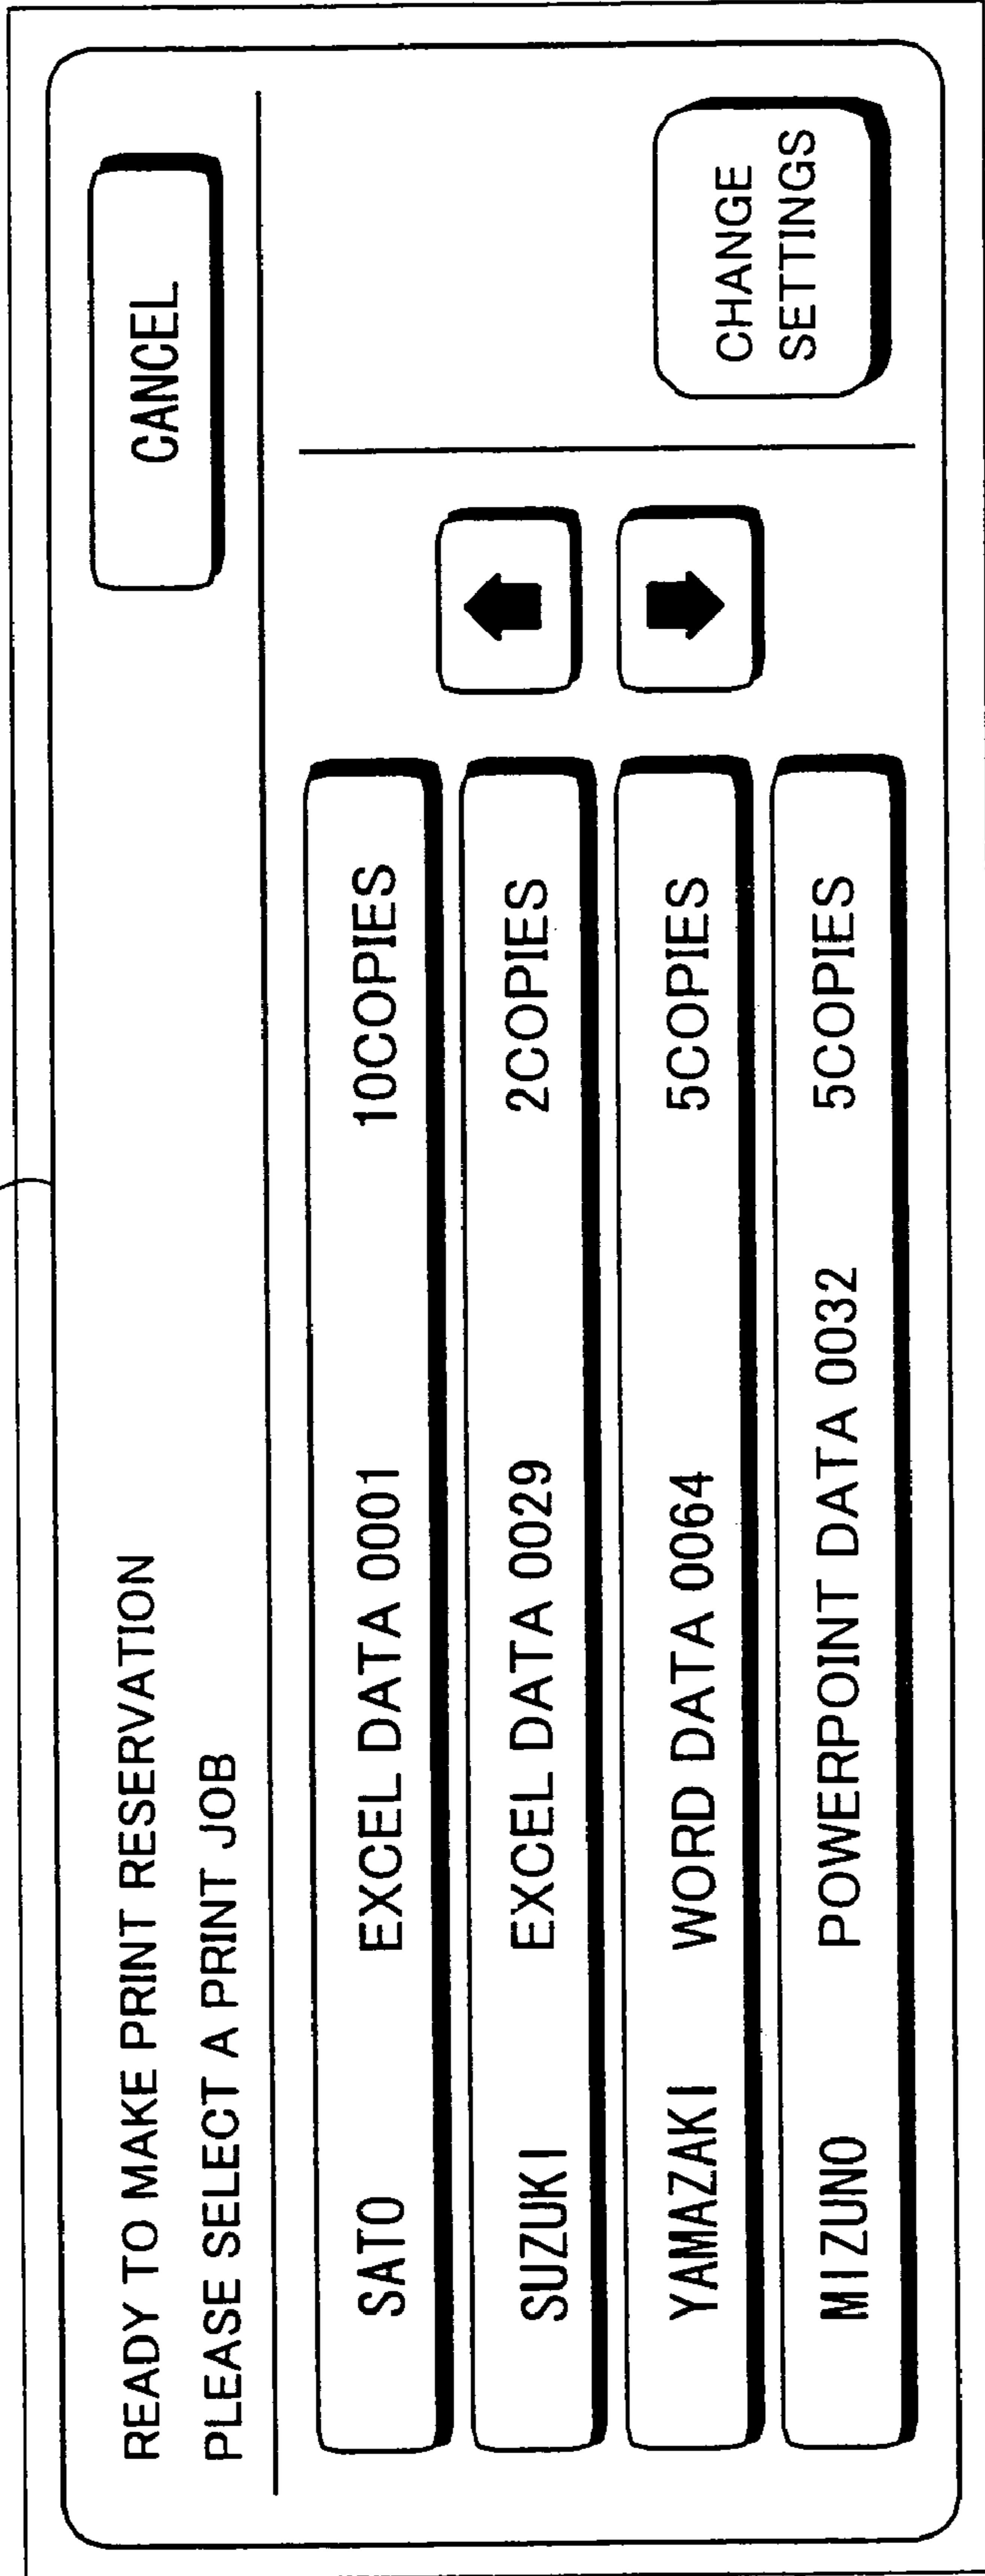 READY TO MAKE PRINT RESERVATION
PLEASE SELECT A PRINT JOB
CANCEL
SATO EXCEL DATA 0001 10COPIES
SUZUKI EXCEL DATA 0029 2COPIES
YAMAZAKI WORD DATA 0064 5COPIES
MIZUNO POWERPOINT DATA 0032 5COPIES
CHANGE
SETTINGS